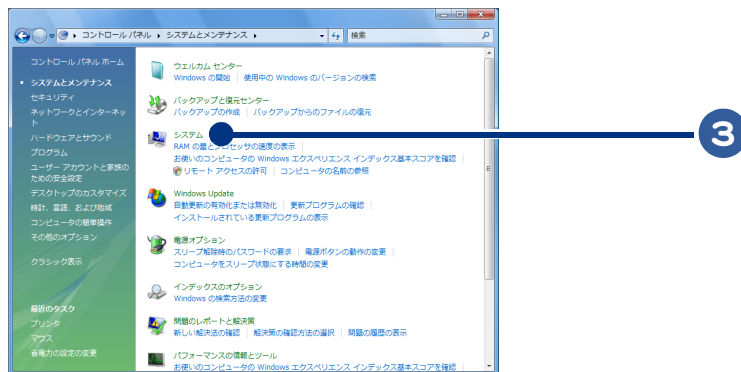 コントロール パネル ▸ システムとメンテナンス ▸
検索
コントロール パネル ホーム
システムとメンテナンス
セキュリティ
ネットワークとインターネッ
ト
ハードウェアとサウンド
プログラム
ユーザー アカウントと家族の
ための安全設定
デスクトップのカスタマイズ
時計、言語、および地域
コンピュータの簡単操作
その他のオプション
クラシック表示
最近のタスク
プリンタ
マウス
省電力の設定の変更
ウエルカム センター
Windows の開始 | 使用中の Windows のバージョンの検索
バックアップと復元センター
バックアップの作成 | バックアップからのファイルの復元
システム
RAM の量とプロセッサの速度の表示 |
お使いのコンピュータの Windows エクスペリエンス インデックス基本スコアを確認 |
リモート アクセスの許可 | コンピュータの名前の参照
Windows Update
自動更新の有効化または無効化 | 更新プログラムの確認 |
インストールされている更新プログラムの表示
電源オプション
スリープ解除時のパスワードの要求 | 電源ボタンの動作の変更 |
コンピュータをスリープ状態にする時間の変更
インデックスのオプション
Windows の検索方法の変更
問題のレポートと解決策
新しい解決法の確認 | 解決策の確認方法の選択 | 問題の履歴の表示
パフォーマンスの情報とツール
お使いのコンピュータの Windows エクスペリエンス インデックス基本スコアを確認 |
3